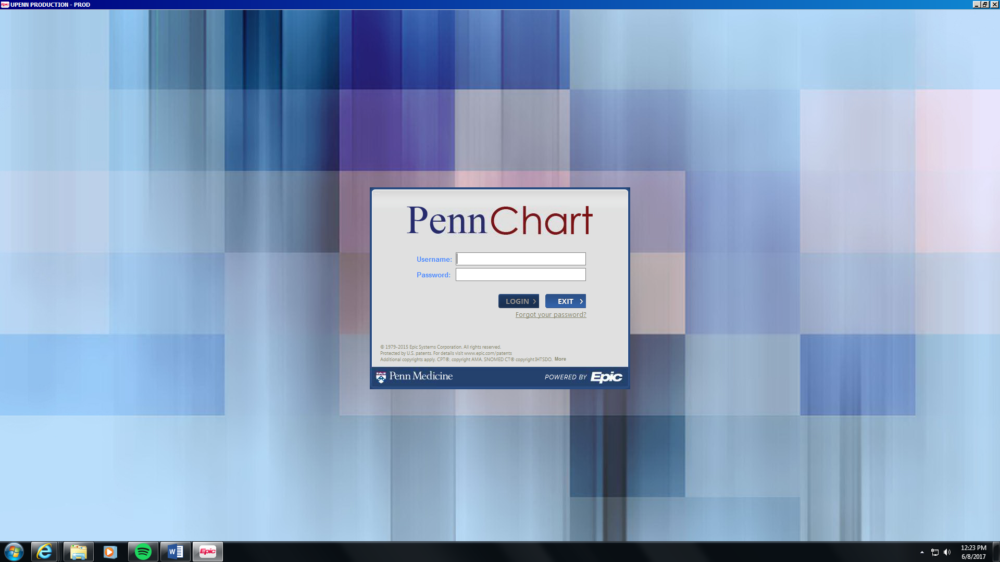 Epic UPENN PRODUCTION - PROD
PennChart
Username:
Password:
LOGIN >
EXIT >
Forgot your password?
© 1979-2015 Epic Systems Corporation. All rights reserved.
Protected by U.S. patents. For details visit www.epic.com/patents
Additional copyrights apply. CPT®, copyright AMA. SNOMED CT® copyright IHTSDO. More
Penn Medicine POWERED BY Epic
W Epic 12:23 PM
6/8/2017